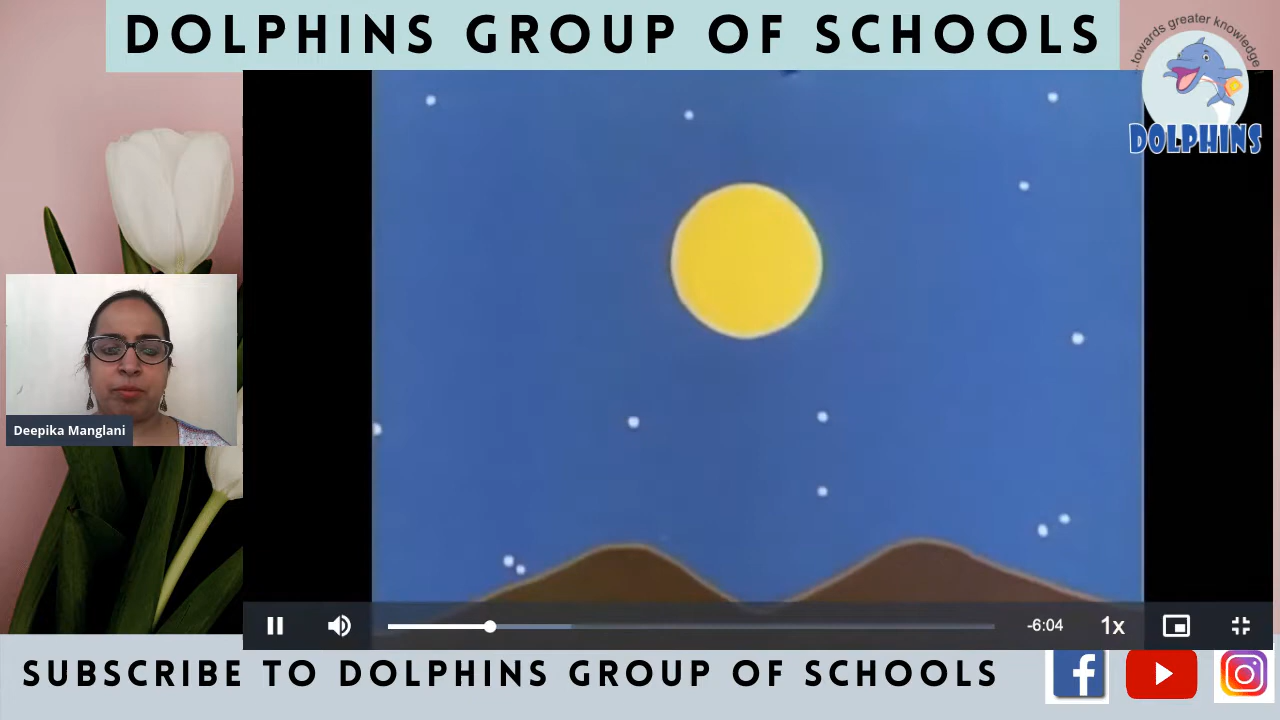 DOLPHINS GROUP OF SCHOOLS
..towards greater knowledge
DOLPHINS
Deepika Manglani
-6:04
1x
SUBSCRIBE TO DOLPHINS GROUP OF SCHOOLS